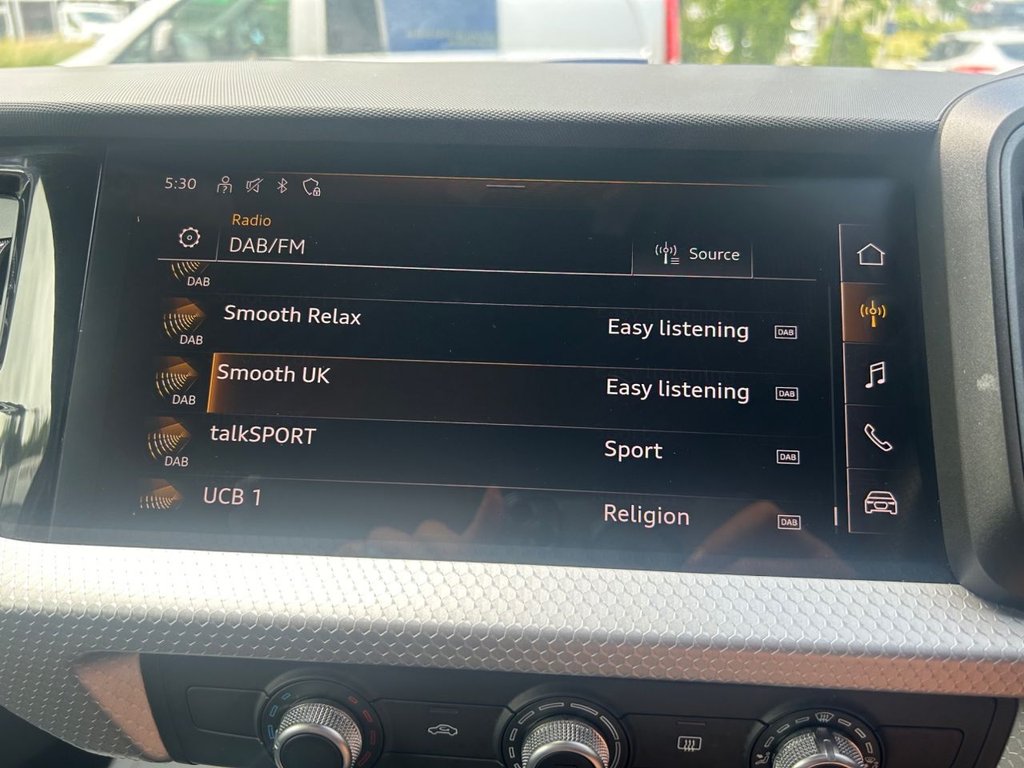 5:30
Radio
DAB/FM
Source
DAB
Smooth Relax
Easy listening
DAB
DAB
Smooth UK
Easy listening
DAB
DAB
talkSPORT
Sport
DAB
DAB
UCB 1
Religion
DAB